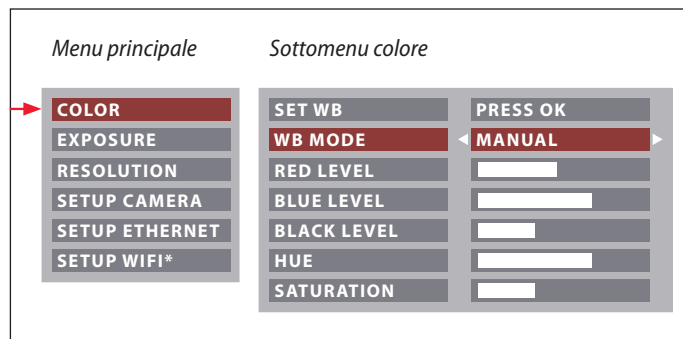 Menu principale
Sottomenu colore
COLOR
EXPOSURE
RESOLUTION
SETUP CAMERA
SETUP ETHERNET
SETUP WIFI*
SET WB PRESS OK
WB MODE MANUAL
RED LEVEL
BLUE LEVEL
BLACK LEVEL
HUE
SATURATION